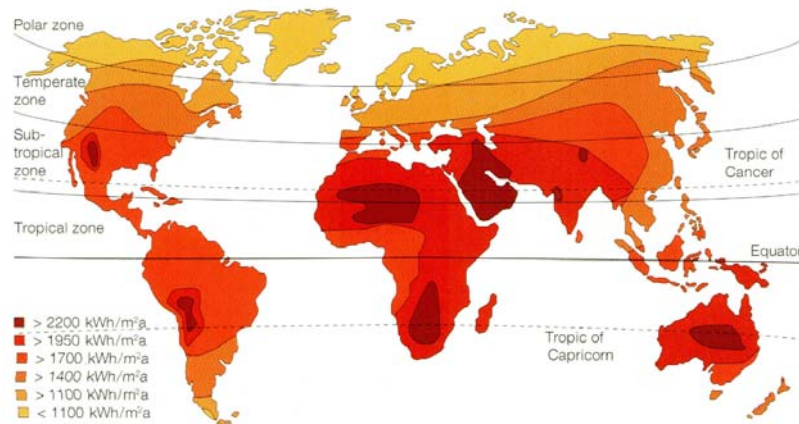 Polar zone
Temperate
zone
Sub-
tropical
zone
Tropic of
Cancer
Tropical zone
Equator
> 2200 kWh/m²a
> 1950 kWh/m²a
> 1700 kWh/m²a
> 1400 kWh/m²a
> 1100 kWh/m²a
< 1100 kWh/m²a
Tropic of
Capricorn